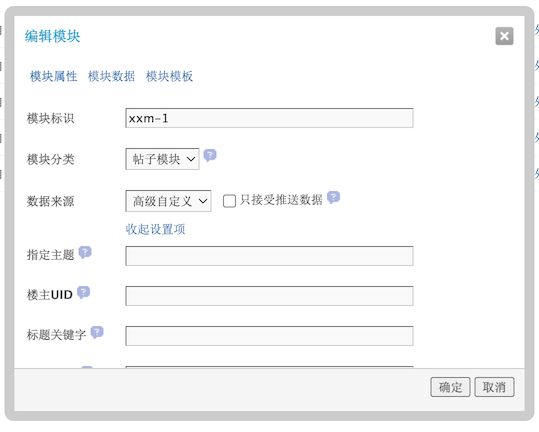 编辑模块
模块属性 模块数据 模块模板
模块标识 xxm-1
模块分类 帖子模块 ?
数据来源 高级自定义 只接受推送数据 ?
收起设置项
指定主题 ?
楼主UID ?
标题关键字 ?
确定 取消